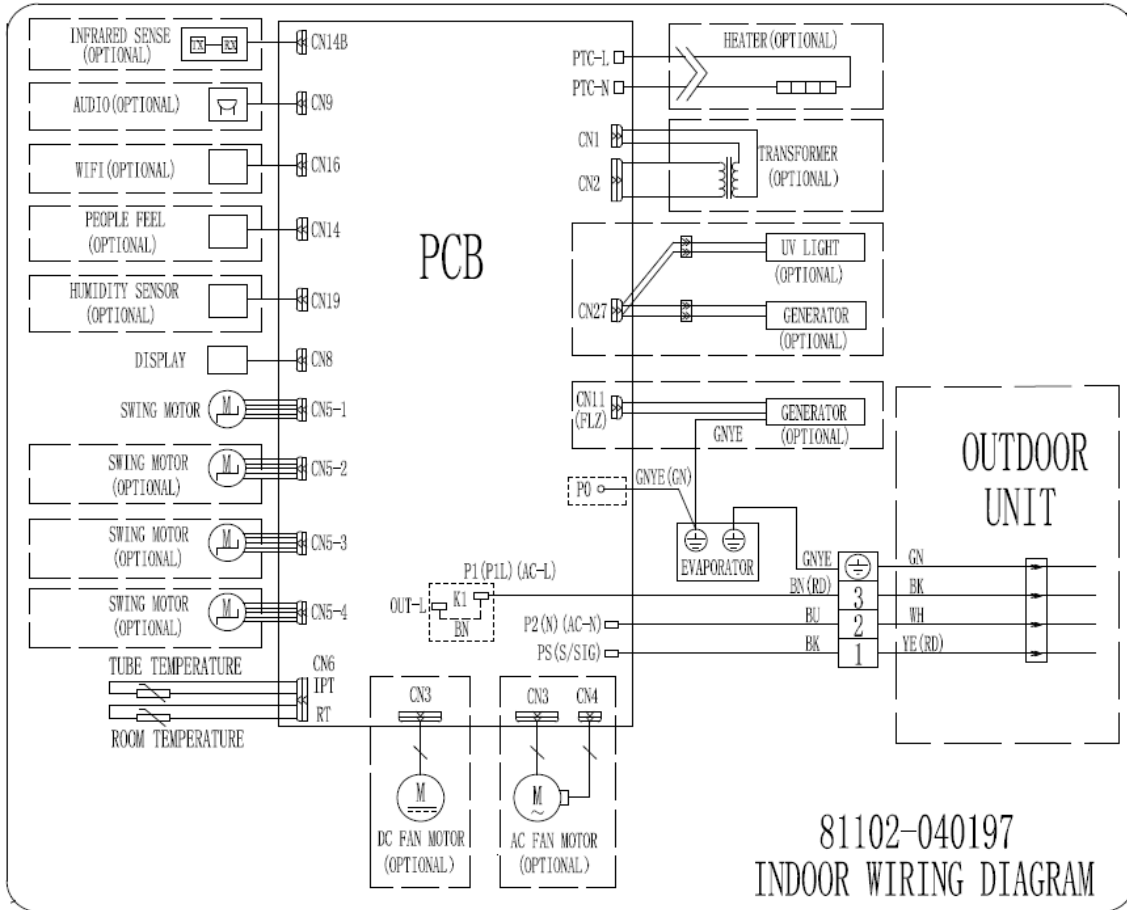 INFRARED SENSE
(OPTIONAL)
TX
RX
CN14B
AUDIO(OPTIONAL)
CN9
WIFI(OPTIONAL)
CN16
PEOPLE FEEL
(OPTIONAL)
CN14
HUMIDITY SENSOR
(OPTIONAL)
CN19
DISPLAY
CN8
SWING MOTOR
M
CN5-1
SWING MOTOR
(OPTIONAL)
M
CN5-2
SWING MOTOR
(OPTIONAL)
M
CN5-3
SWING MOTOR
(OPTIONAL)
M
CN5-4
TUBE TEMPERATURE
CN6
IPT
RT
ROOM TEMPERATURE
PCB
PTC-L
PTC-N
HEATER(OPTIONAL)
CN1
CN2
TRANSFORMER
(OPTIONAL)
CN27
UV LIGHT
(OPTIONAL)
GENERATOR
(OPTIONAL)
CN11
(FLZ)
GENERATOR
(OPTIONAL)
GNYE
P0
GNYE(GN)
EVAPORATOR
P1(P1L)(AC-L)
OUT-L
K1
BN
P2(N)(AC-N)
PS(S/SIG)
GNYE
GN
BN(RD)
3
BK
BU
2
WH
BK
1
YE(RD)
OUTDOOR
UNIT
CN3
M
DC FAN MOTOR
(OPTIONAL)
CN3
CN4
M
~
AC FAN MOTOR
(OPTIONAL)
81102-040197
INDOOR WIRING DIAGRAM